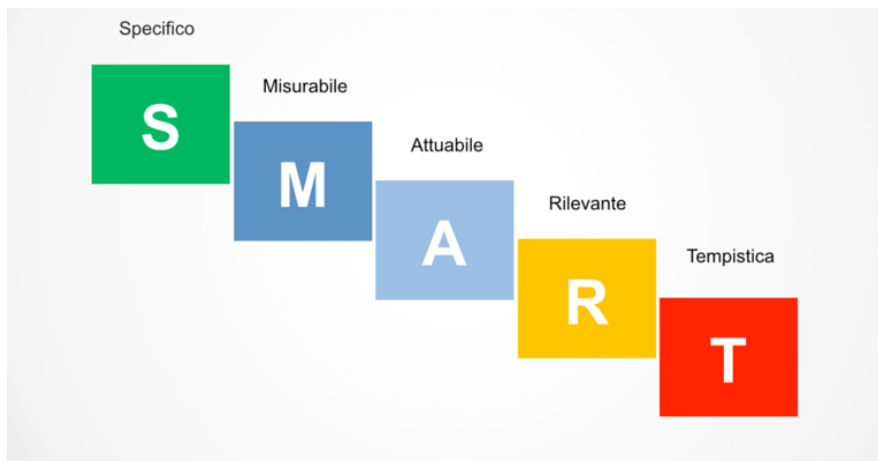 Specifico
S
Misurabile
M
Attuabile
A
Rilevante
R
Tempistica
T